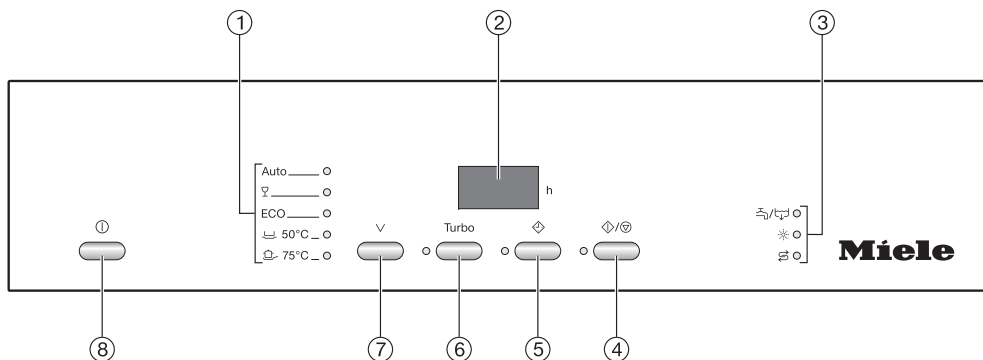 ① ② ③
Auto
ECO
50°C
75°C
h
Turbo
/
/
Miele
⑧ ⑦ ⑥ ⑤ ④